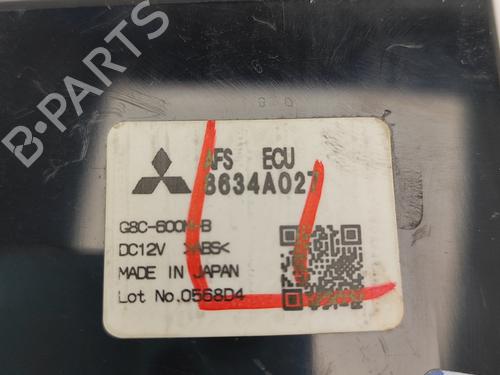 B-PARTS
AFS ECU
8634A027
G8C-600M-B
DC12V >ABS<
MADE IN JAPAN
Lot No.0568D4